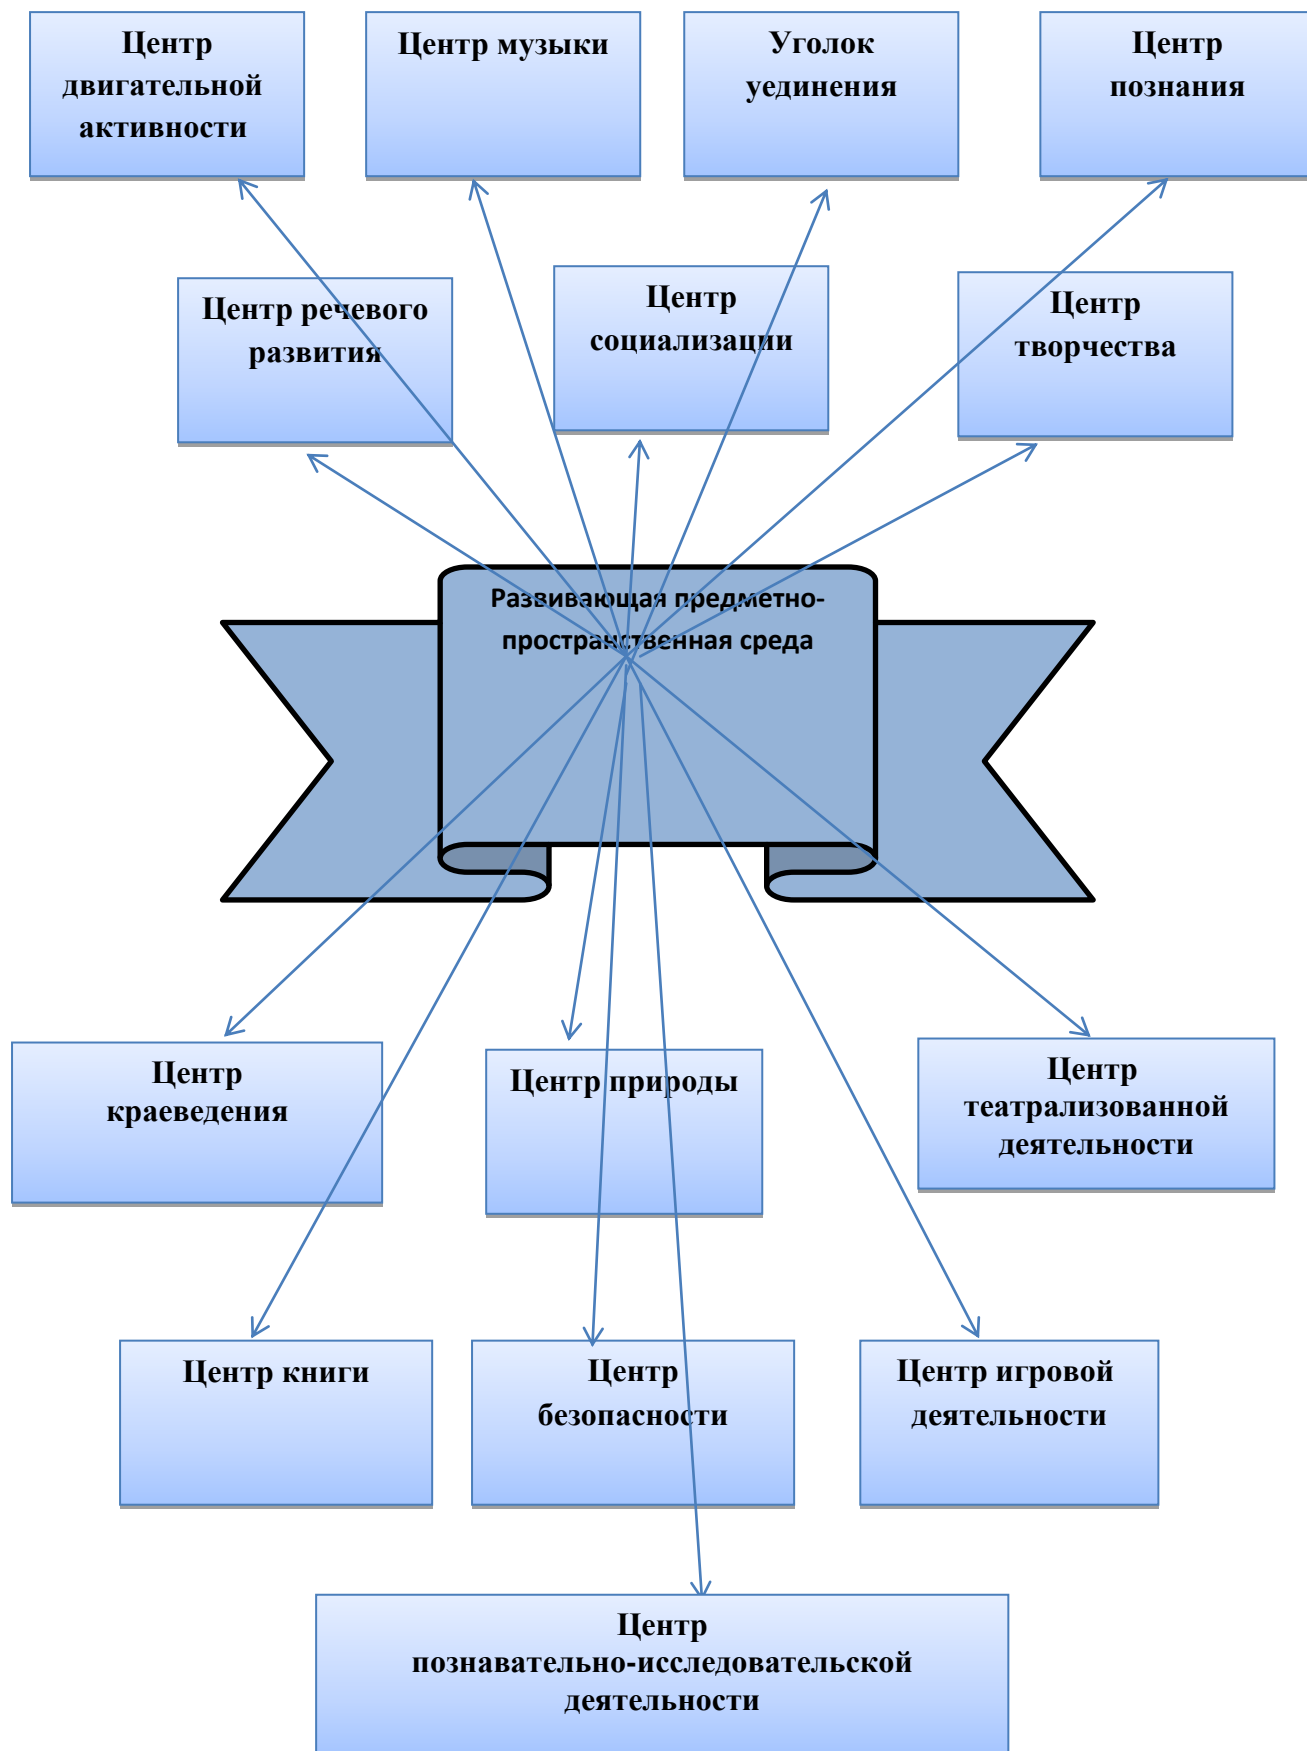 Центр
двигательной
активности
Центр музыки
Уголок
уединения
Центр
познания
Центр речевого
развития
Центр
социализации
Центр
творчества
Развивающая предметно-
пространственная среда
Центр
краеведения
Центр природы
Центр
театрализованной
деятельности
Центр книги
Центр
безопасности
Центр игровой
деятельности
Центр
познавательно-исследовательской
деятельности